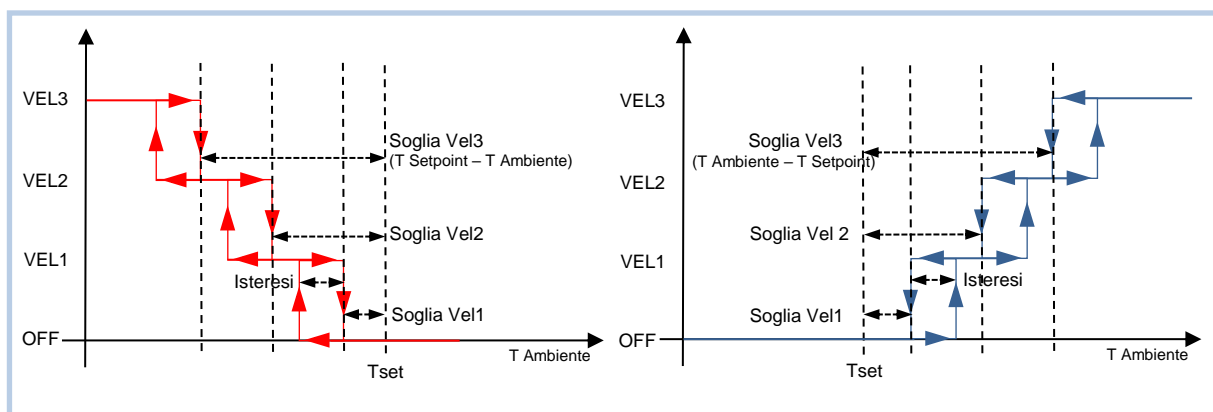 VEL3
Soglia Vel3
(T Setpoint – T Ambiente)
VEL2
Soglia Vel2
VEL1
Isteresi
Soglia Vel1
OFF
T Ambiente
Tset
VEL3
Soglia Vel3
(T Ambiente – T Setpoint)
VEL2
Soglia Vel 2
VEL1
Isteresi
Soglia Vel1
OFF
T Ambiente
Tset